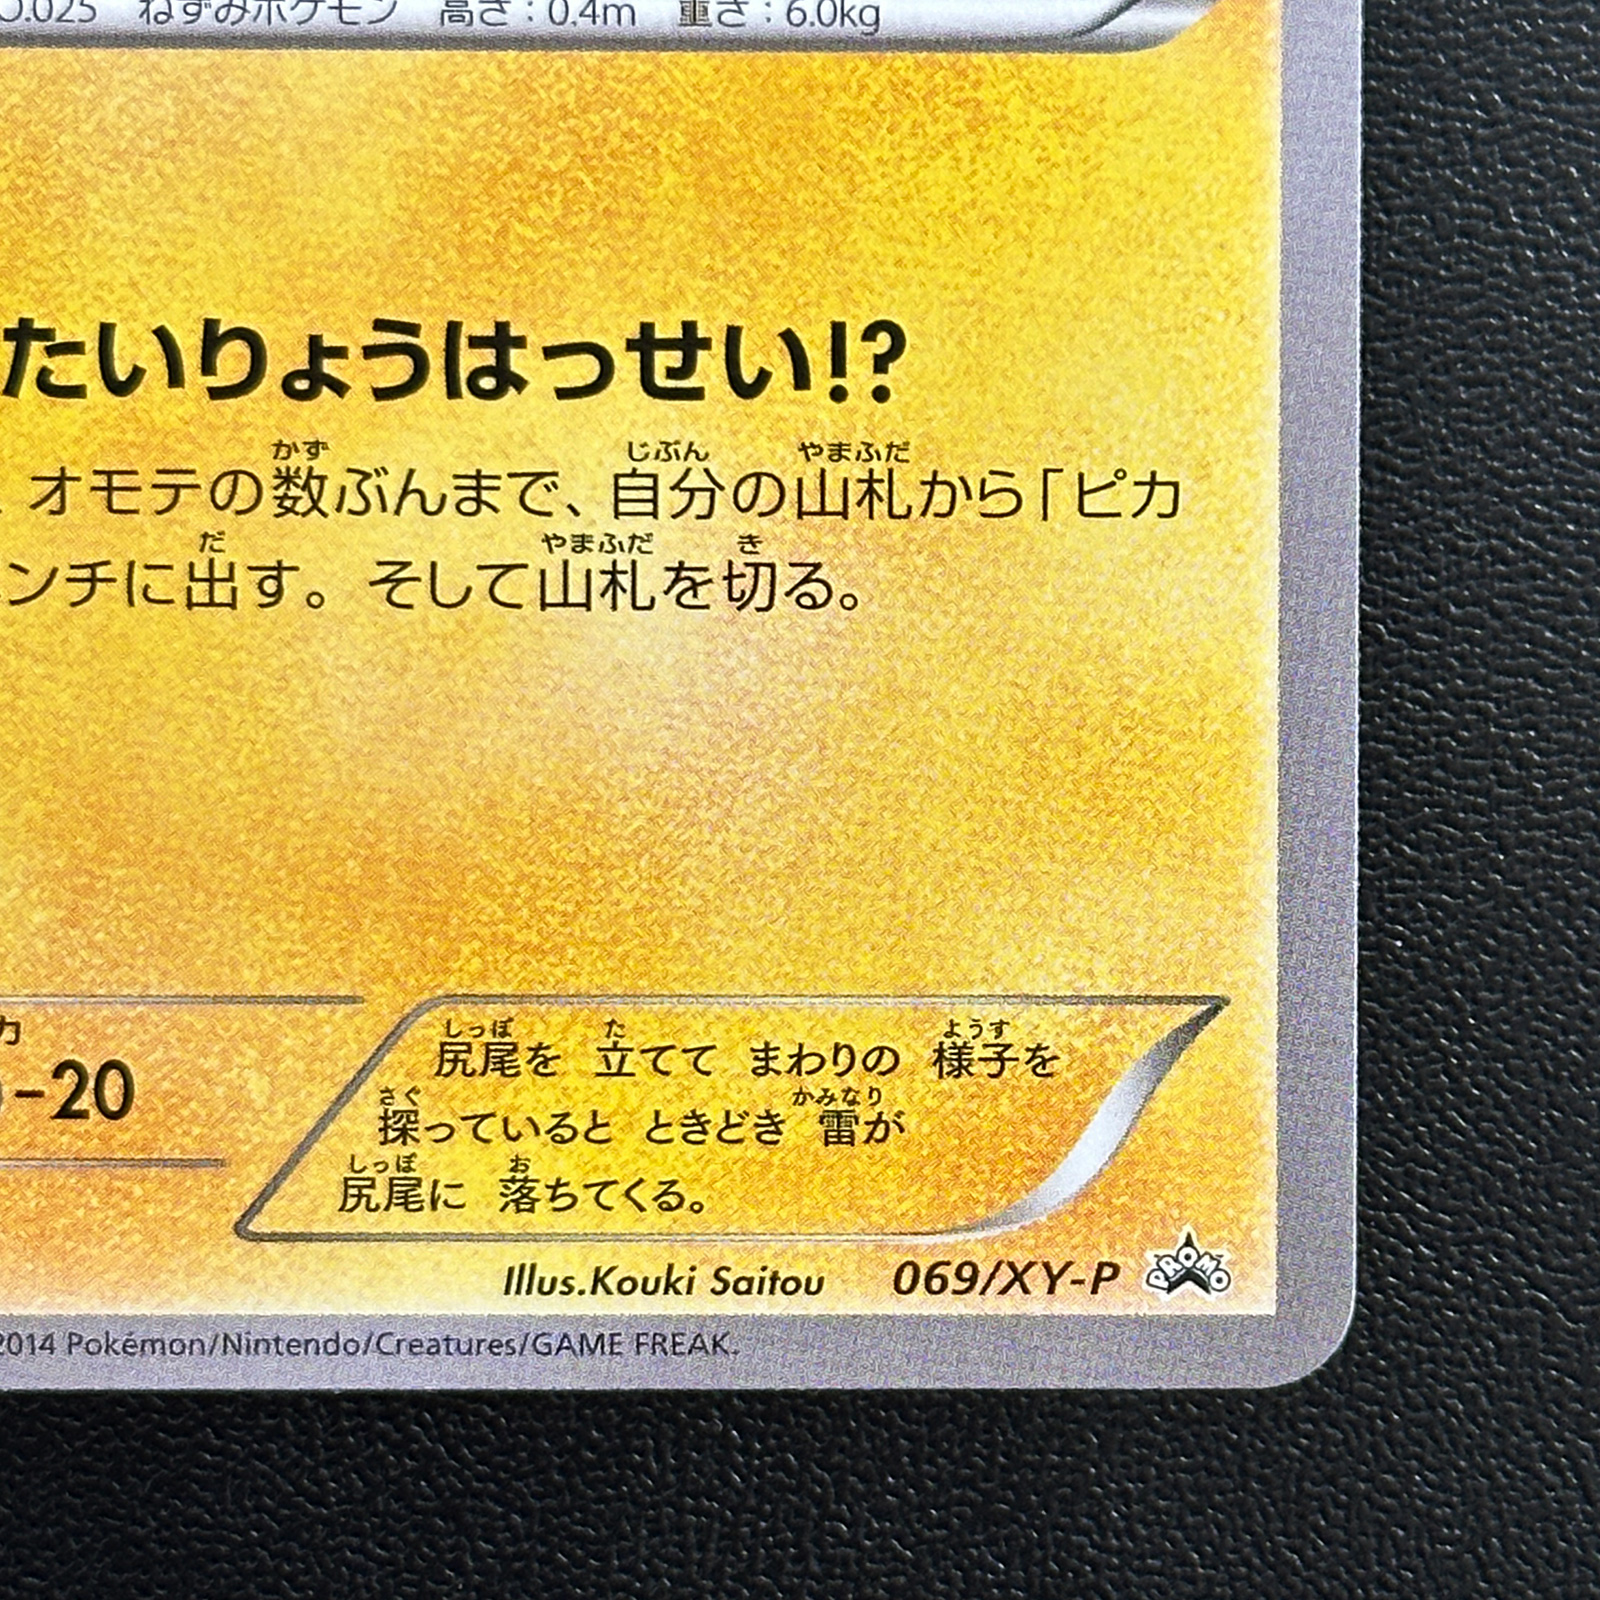 O.025 ねずみポケモン 高さ：0.4m 重さ：6.0kg
たいりょうはっせい!?
かず じぶん やまふだ
オモテの数ぶんまで、自分の山札から「ピカ
だ やまふだ き
ンチに出す。そして山札を切る。
力
-20
しっぽ た ようす
尻尾を 立てて まわりの 様子を
さぐ かみなり
探っていると ときどき 雷が
しっぽ お
尻尾に 落ちてくる。
Illus.Kouki Saitou 069/XY-P PROMO
2014 Pokémon/Nintendo/Creatures/GAME FREAK.